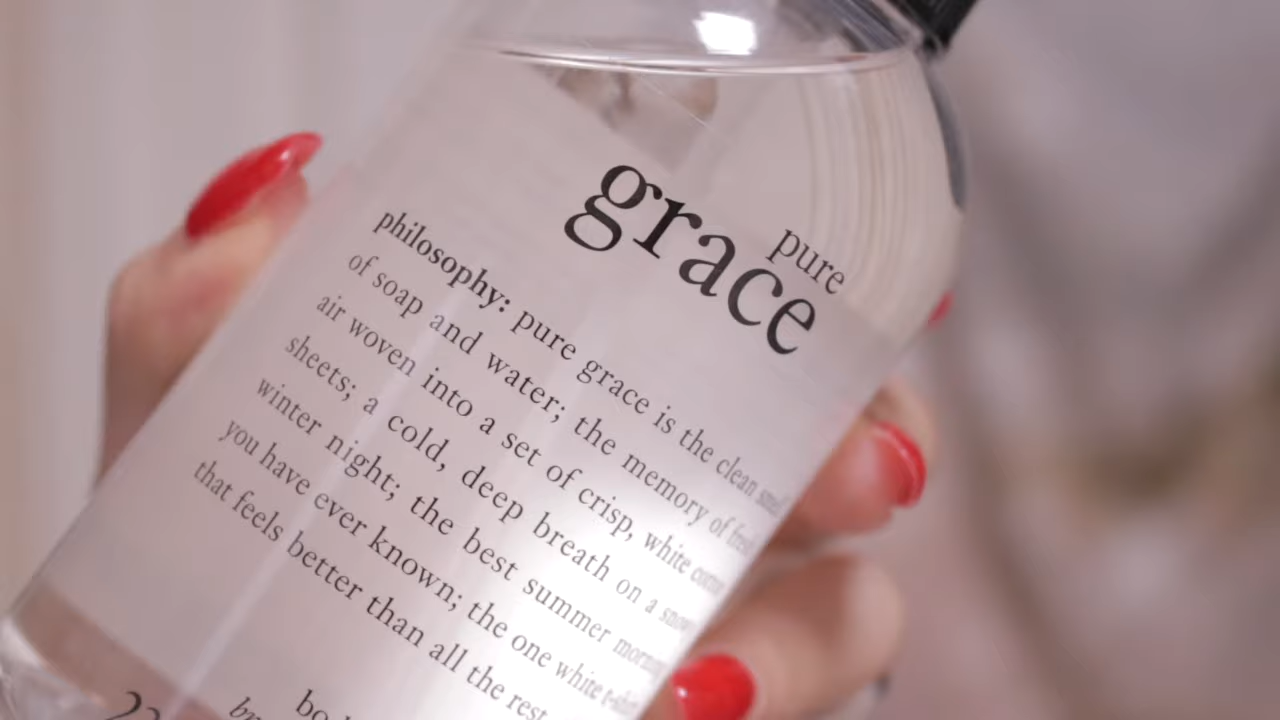 pure
grace
philosophy: pure grace is the clean smell
of soap and water; the memory of fresh
air woven into a set of crisp, white cotton
sheets; a cold, deep breath on a snowy
winter night; the best summer morning
you have ever known; the one white t-shirt
that feels better than all the rest